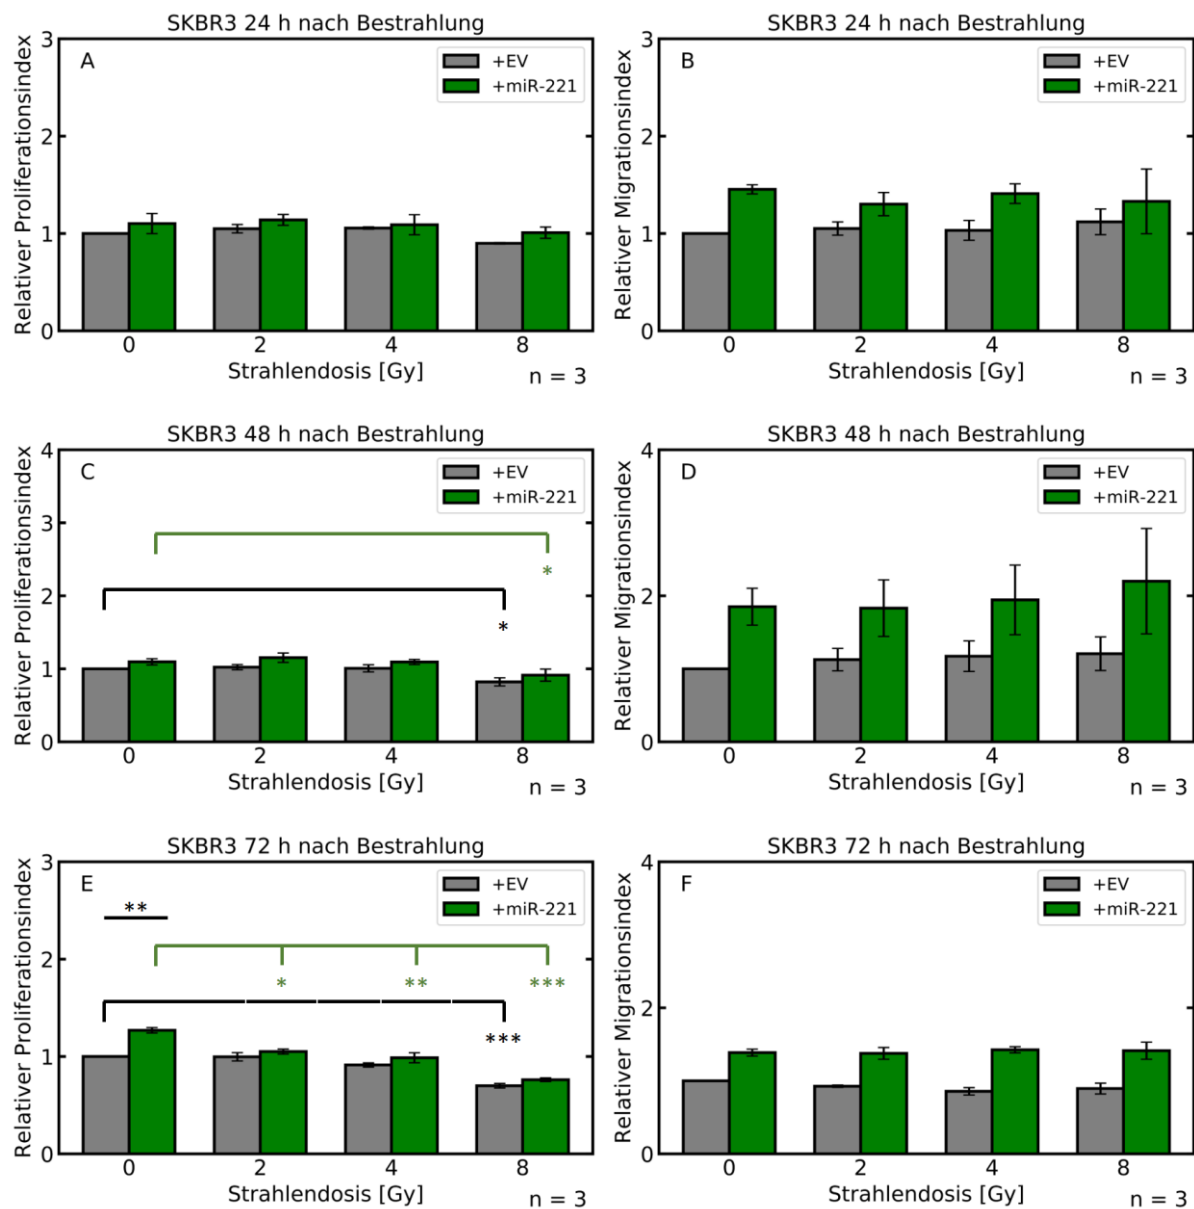 SKBR3 24 h nach Bestrahlung
A
+EV
+miR-221
Relativer Proliferationsindex
3
2
1
0
0 2 4 8
Strahlendosis [Gy]
n = 3
SKBR3 24 h nach Bestrahlung
B
+EV
+miR-221
Relativer Migrationsindex
3
2
1
0
0 2 4 8
Strahlendosis [Gy]
n = 3
SKBR3 48 h nach Bestrahlung
C
+EV
+miR-221
Relativer Proliferationsindex
4
3
2
1
0
*
*
0 2 4 8
Strahlendosis [Gy]
n = 3
SKBR3 48 h nach Bestrahlung
D
+EV
+miR-221
Relativer Migrationsindex
4
2
0
0 2 4 8
Strahlendosis [Gy]
n = 3
SKBR3 72 h nach Bestrahlung
E
+EV
+miR-221
Relativer Proliferationsindex
3
2
1
0
**
* ** ***
***
0 2 4 8
Strahlendosis [Gy]
n = 3
SKBR3 72 h nach Bestrahlung
F
+EV
+miR-221
Relativer Migrationsindex
4
2
0
0 2 4 8
Strahlendosis [Gy]
n = 3